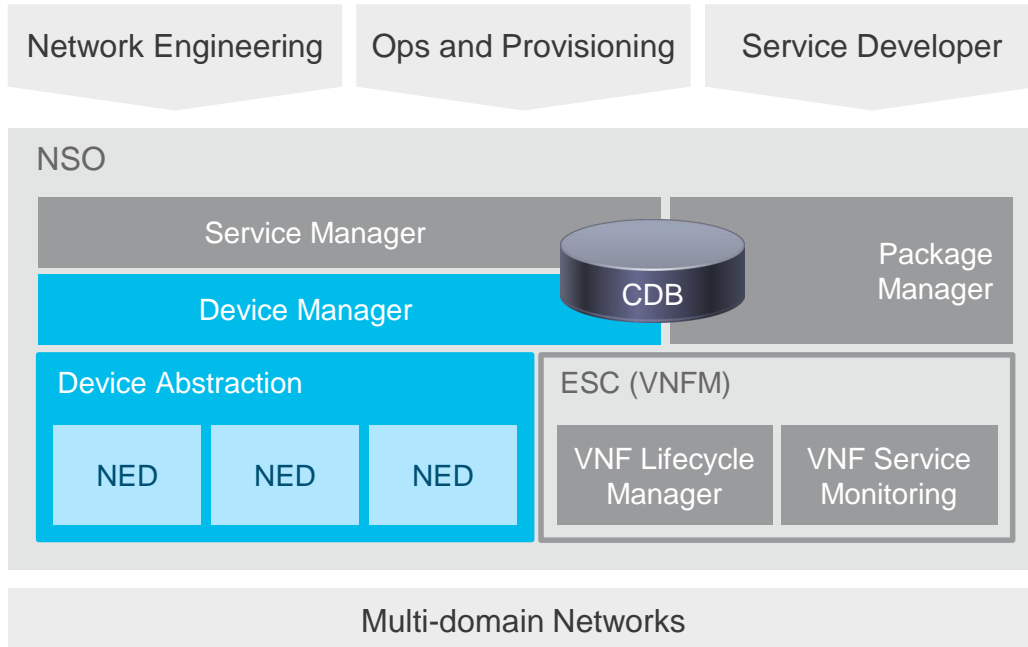 Network Engineering
Ops and Provisioning
Service Developer
NSO
Service Manager
Package
Manager
CDB
Device Manager
Device Abstraction
NED
NED
NED
ESC (VNFM)
VNF Lifecycle
Manager
VNF Service
Monitoring
Multi-domain Networks